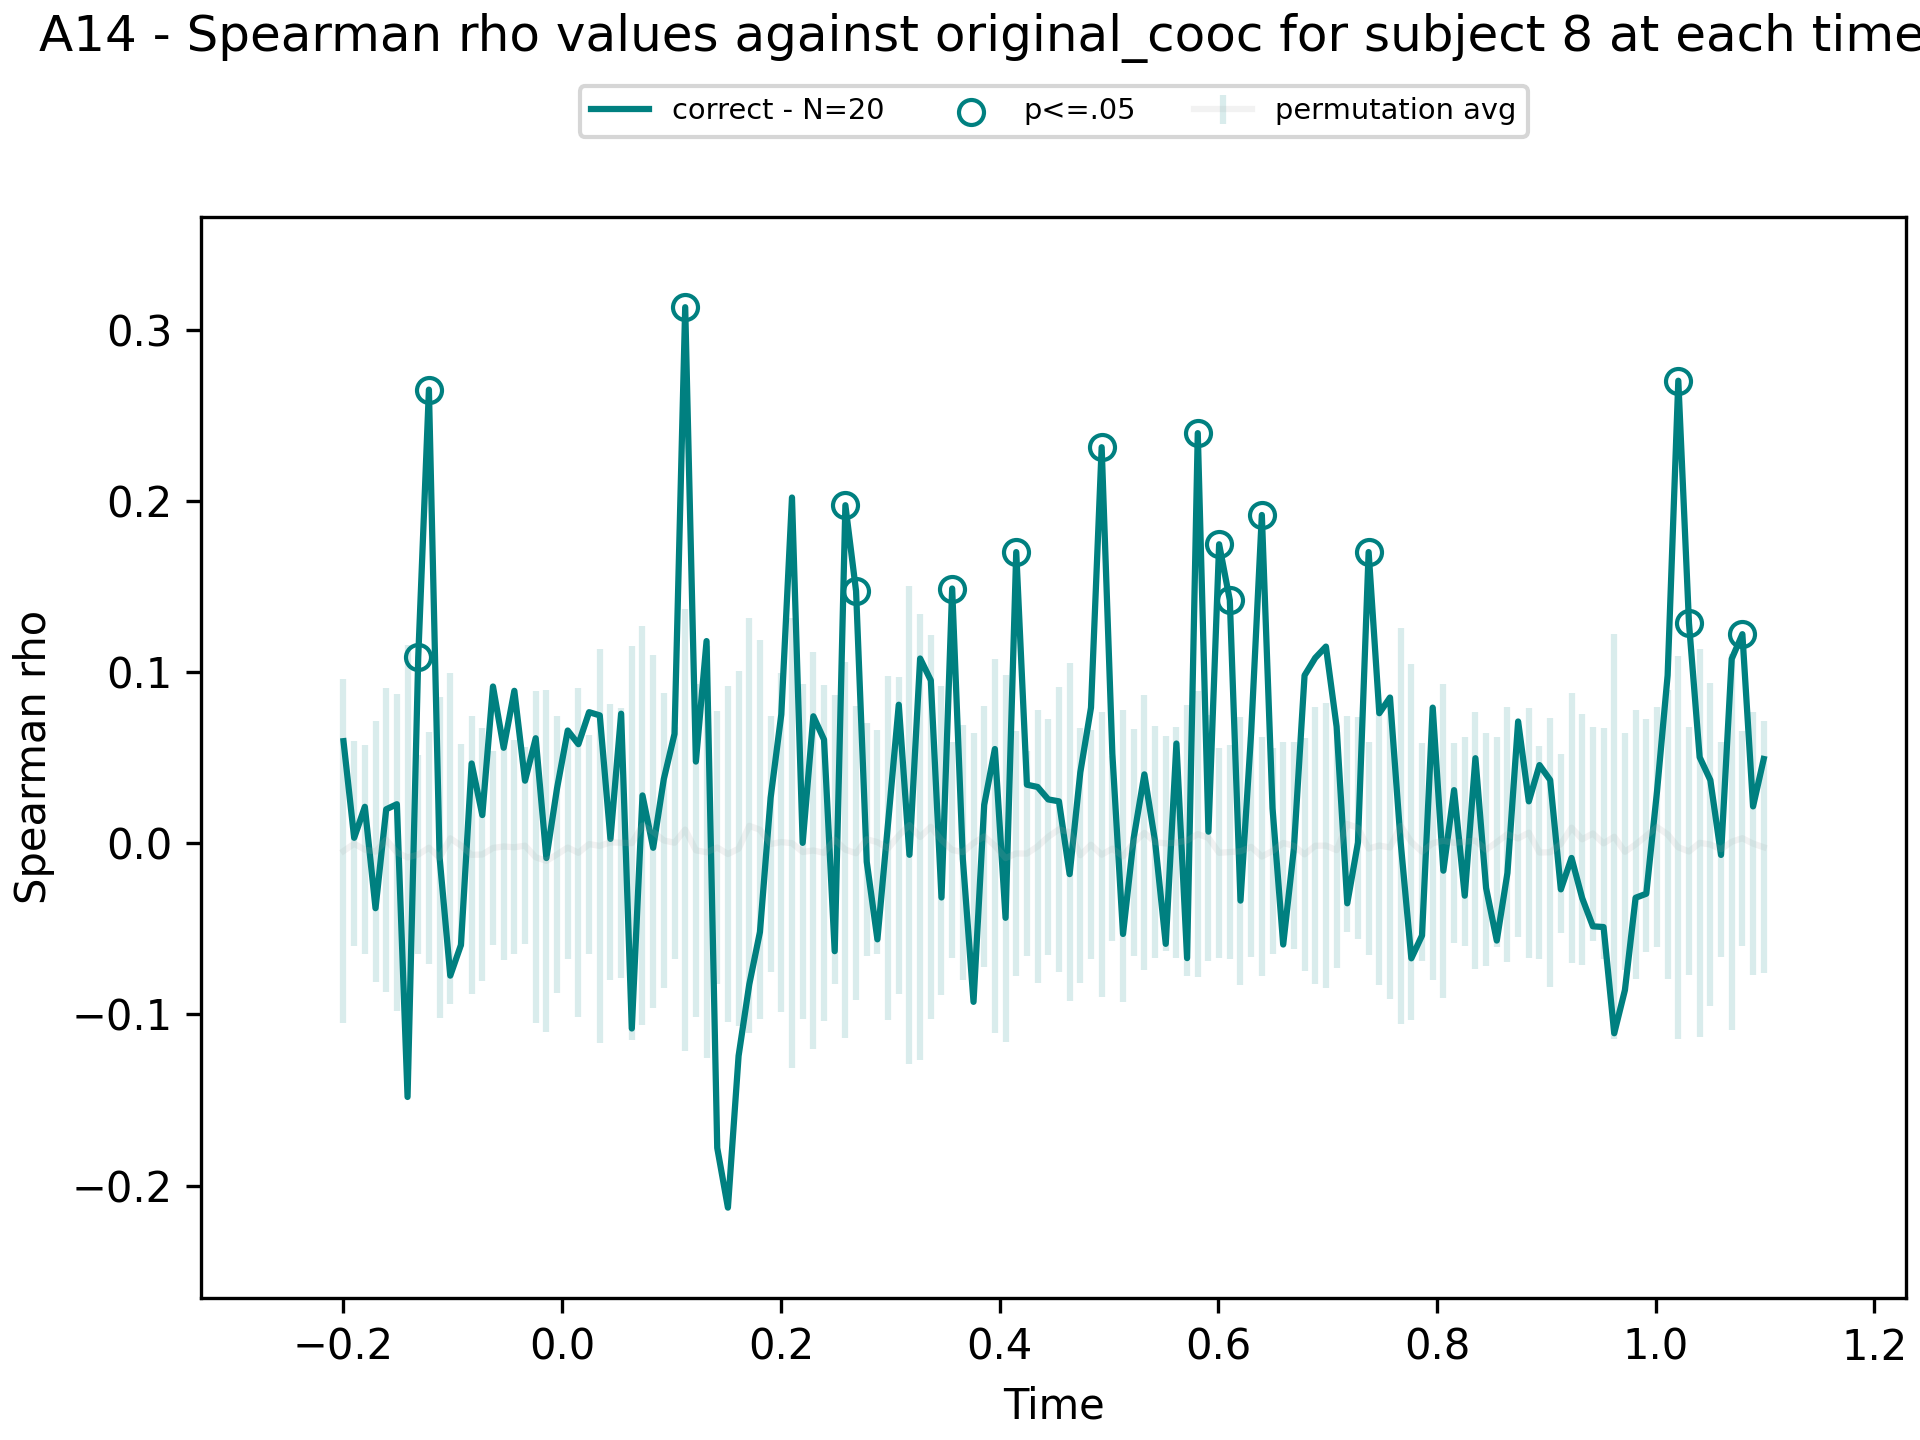 A14 - Spearman rho values against original_cooc for subject 8 at each time
correct - N=20
p<=.05
permutation avg
Spearman rho
0.3
0.2
0.1
0.0
−0.1
−0.2
−0.2
0.0
0.2
0.4
0.6
0.8
1.0
1.2
Time